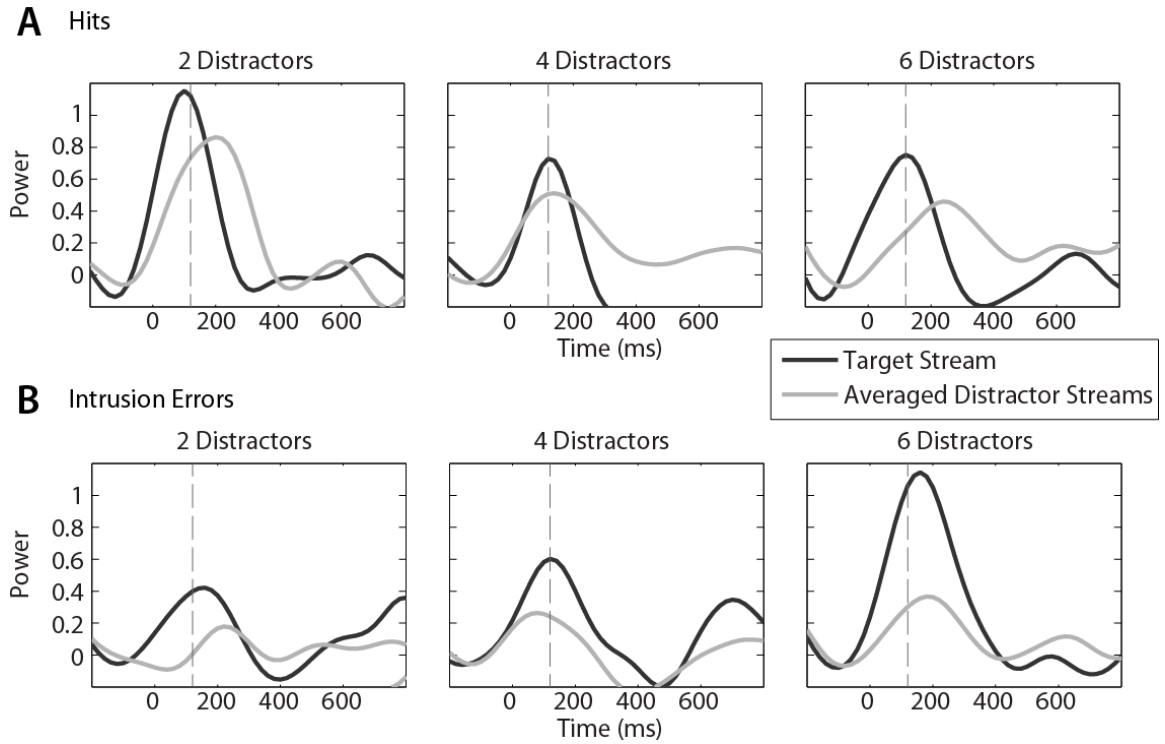 A Hits
2 Distractors 4 Distractors 6 Distractors
Power
1
0.8
0.6
0.4
0.2
0
0 200 400 600 0 200 400 600 0 200 400 600
Time (ms)
Target Stream
Averaged Distractor Streams
B Intrusion Errors
2 Distractors 4 Distractors 6 Distractors
Power
1
0.8
0.6
0.4
0.2
0
0 200 400 600 0 200 400 600 0 200 400 600
Time (ms)